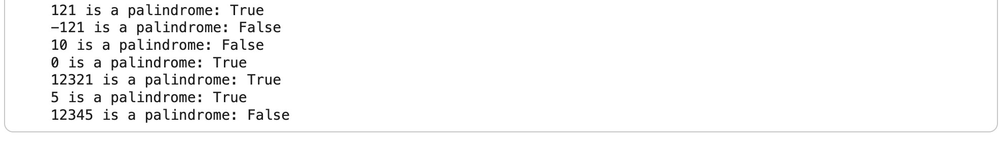 121 is a palindrome: True
-121 is a palindrome: False
10 is a palindrome: False
0 is a palindrome: True
12321 is a palindrome: True
5 is a palindrome: True
12345 is a palindrome: False